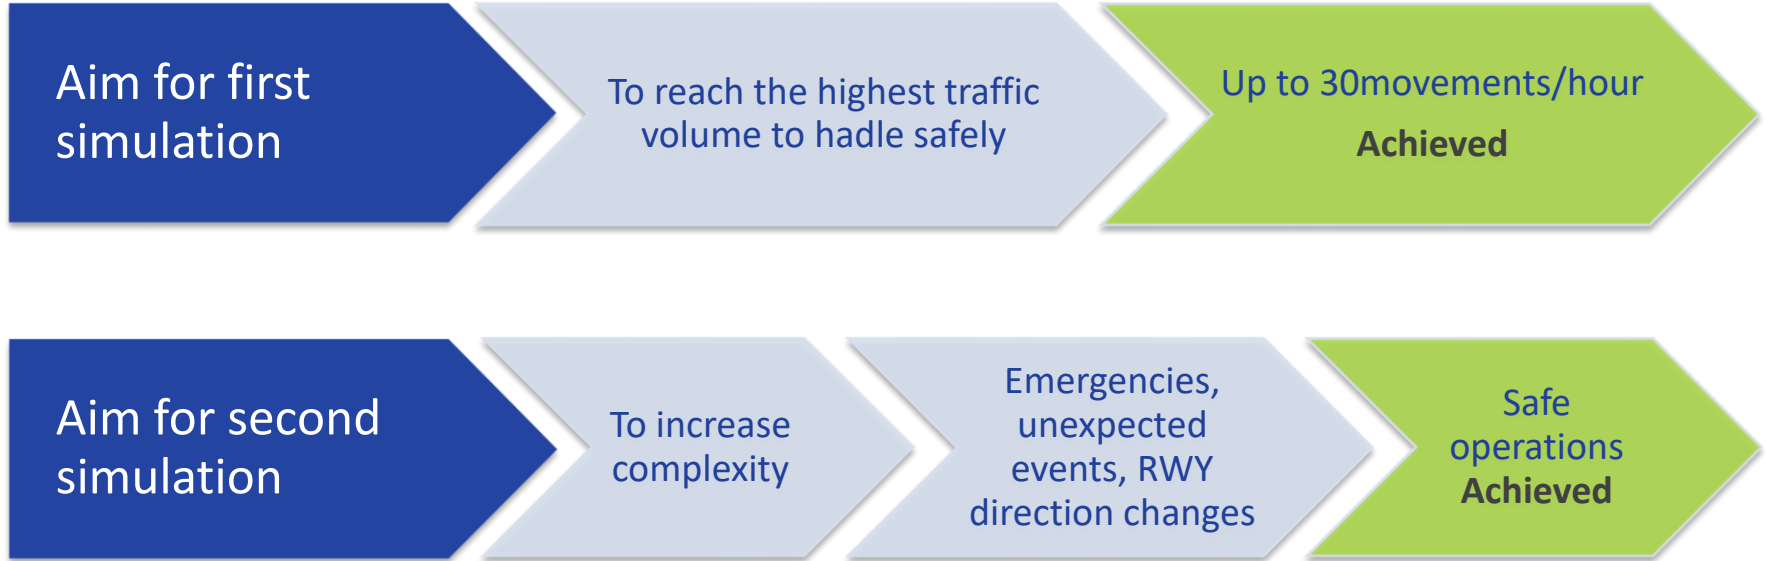 Aim for first
simulation
To reach the highest traffic
volume to hadle safely
Up to 30movements/hour
Achieved
Aim for second
simulation
To increase
complexity
Emergencies,
unexpected
events, RWY
direction changes
Safe
operations
Achieved